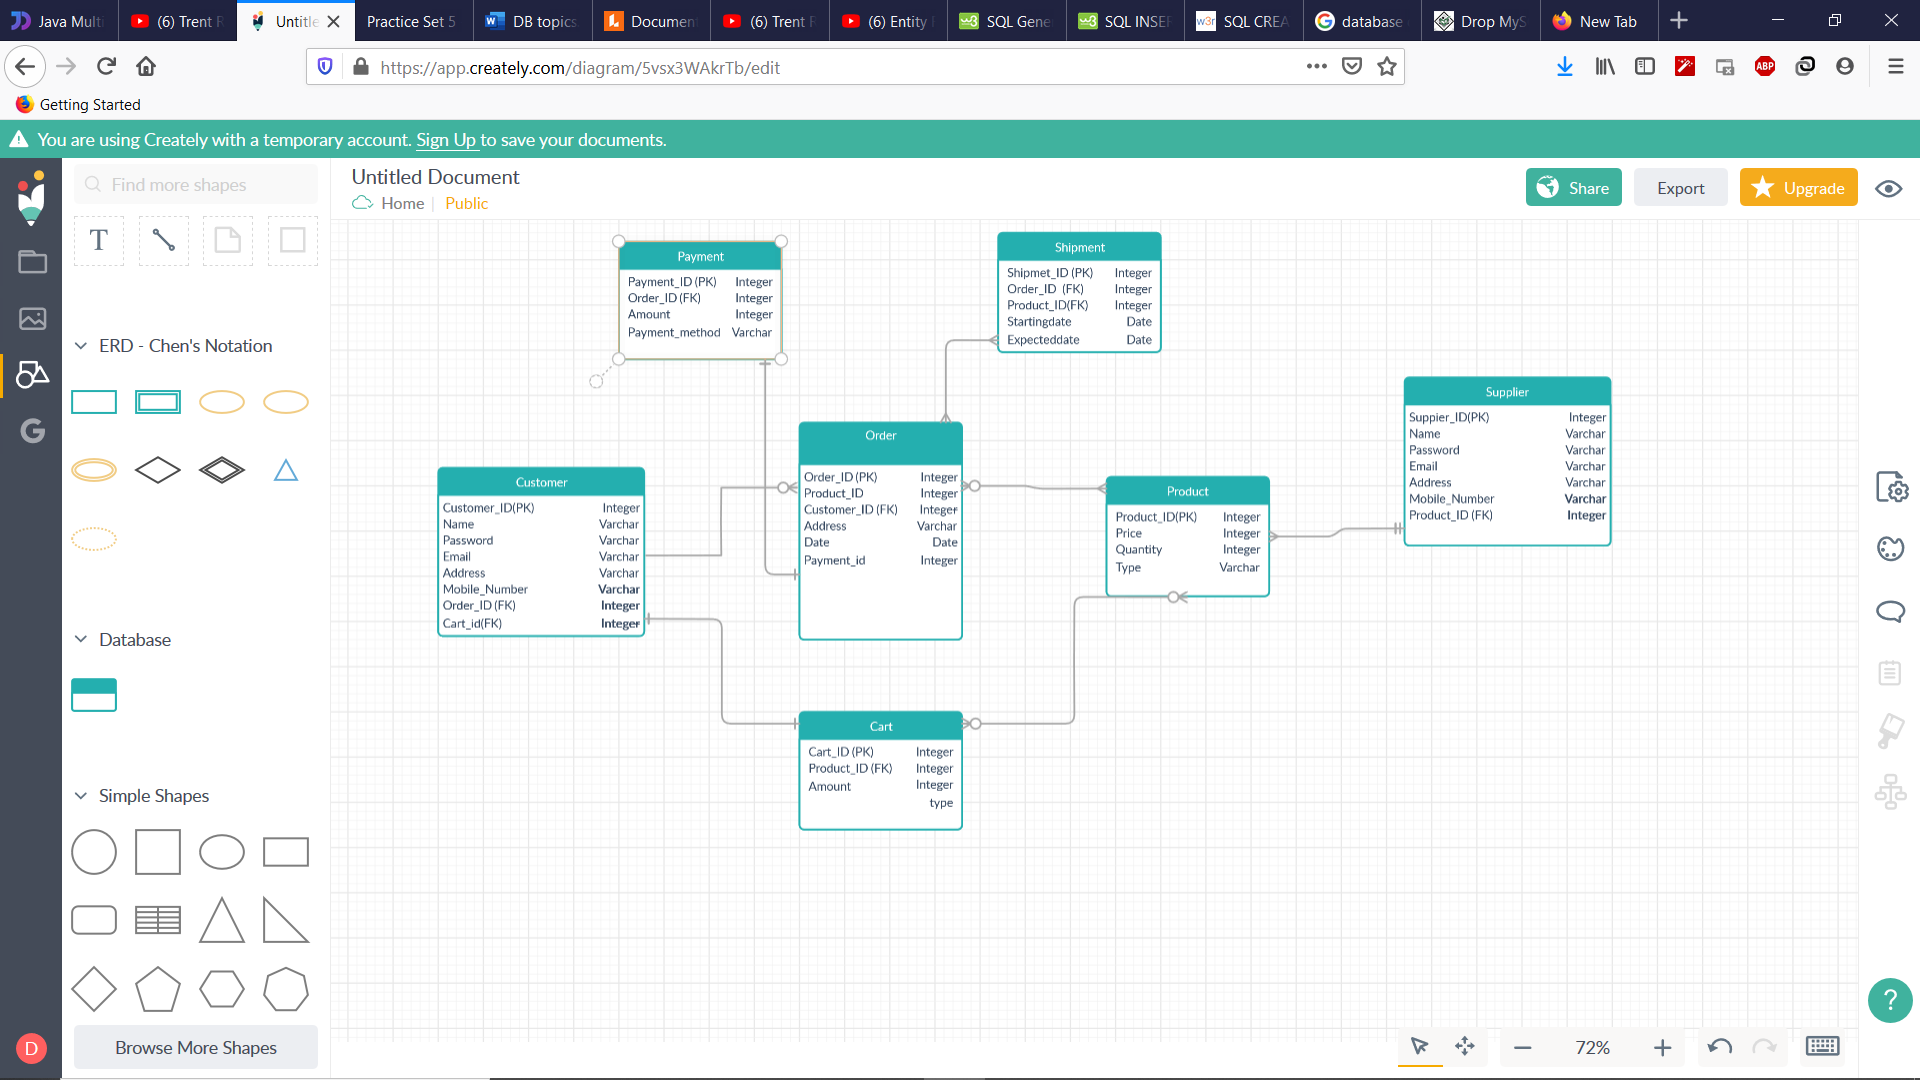 Java Multi
(6) Trent R
Untitle
Practice Set 5
DB topics
Document
(6) Trent R
(6) Entity
SQL Gene
SQL INSER
w3r SQL CREA
database
Drop MyS
New Tab
https://app.creately.com/diagram/5vsx3WAkrTb/edit
ABP
Getting Started
You are using Creately with a temporary account. Sign Up to save your documents.
Find more shapes
Untitled Document
Home | Public
Share
Export
Upgrade
T
ERD - Chen's Notation
Database
Simple Shapes
Browse More Shapes
D
Payment
Payment_ID (PK) Integer
Order_ID (FK) Integer
Amount Integer
Payment_method Varchar
Shipment
Shipmet_ID (PK) Integer
Order_ID (FK) Integer
Product_ID(FK) Integer
Startingdate Date
Expecteddate Date
Supplier
Suppier_ID(PK) Integer
Name Varchar
Password Varchar
Email Varchar
Address Varchar
Mobile_Number Varchar
Product_ID (FK) Integer
Order
Order_ID (PK) Integer
Product_ID Integer
Customer_ID (FK) Integer
Address Varchar
Date Date
Payment_id Integer
Customer
Customer_ID(PK) Integer
Name Varchar
Password Varchar
Email Varchar
Address Varchar
Mobile_Number Varchar
Order_ID (FK) Integer
Cart_id(FK) Integer
Product
Product_ID(PK) Integer
Price Integer
Quantity Integer
Type Varchar
Cart
Cart_ID (PK) Integer
Product_ID (FK) Integer
Amount Integer
type
?
72%